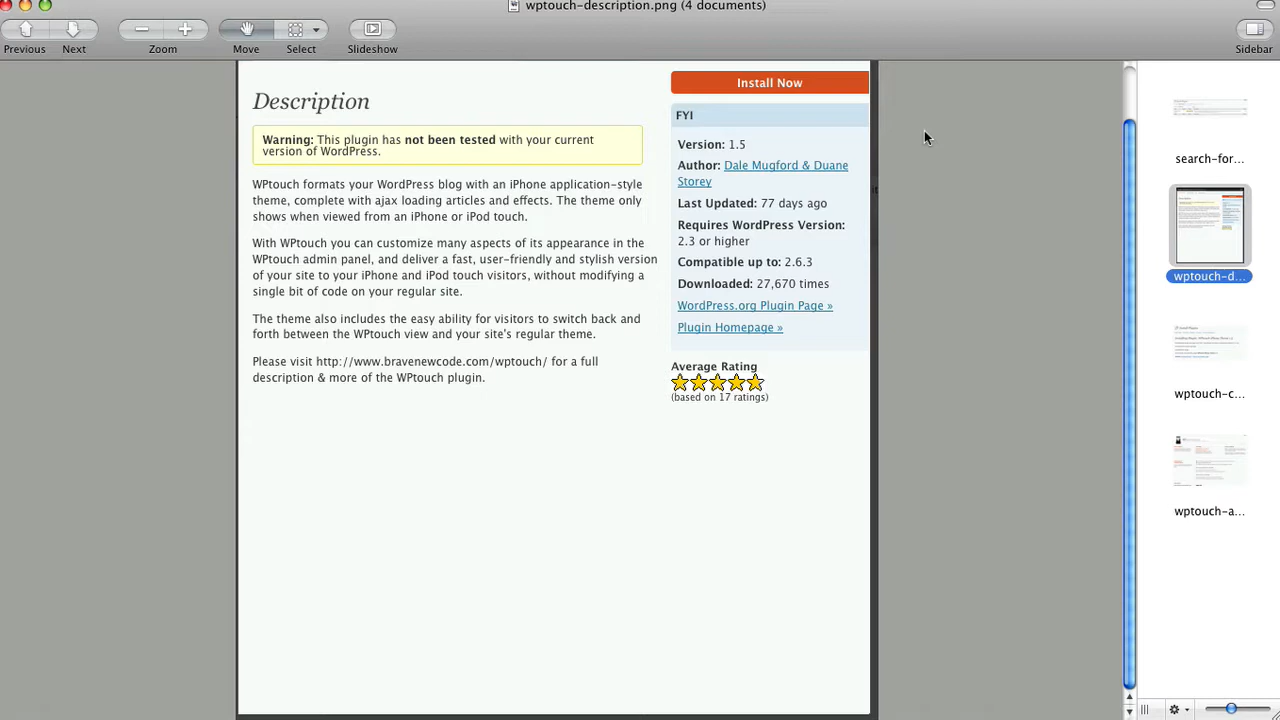 wptouch-description.png (4 documents)
Previous Next Zoom Move Select Slideshow Sidebar
Description
Warning: This plugin has not been tested with your current
version of WordPress.
WPtouch formats your WordPress blog with an iPhone application-style
theme, complete with ajax loading articles and effects. The theme only
shows when viewed from an iPhone or iPod touch.
With WPtouch you can customize many aspects of its appearance in the
WPtouch admin panel, and deliver a fast, user-friendly and stylish version
of your site to your iPhone and iPod touch visitors, without modifying a
single bit of code on your regular site.
The theme also includes the easy ability for visitors to switch back and
forth between the WPtouch view and your site's regular theme.
Please visit http://www.bravenewcode.com/wptouch/ for a full
description & more of the WPtouch plugin.
Install Now
FYI
Version: 1.5
Author: Dale Mugford & Duane
Storey
Last Updated: 77 days ago
Requires WordPress Version:
2.3 or higher
Compatible up to: 2.6.3
Downloaded: 27,670 times
WordPress.org Plugin Page »
Plugin Homepage »
Average Rating
(based on 17 ratings)
search-for...
wptouch-d...
wptouch-c...
wptouch-a...